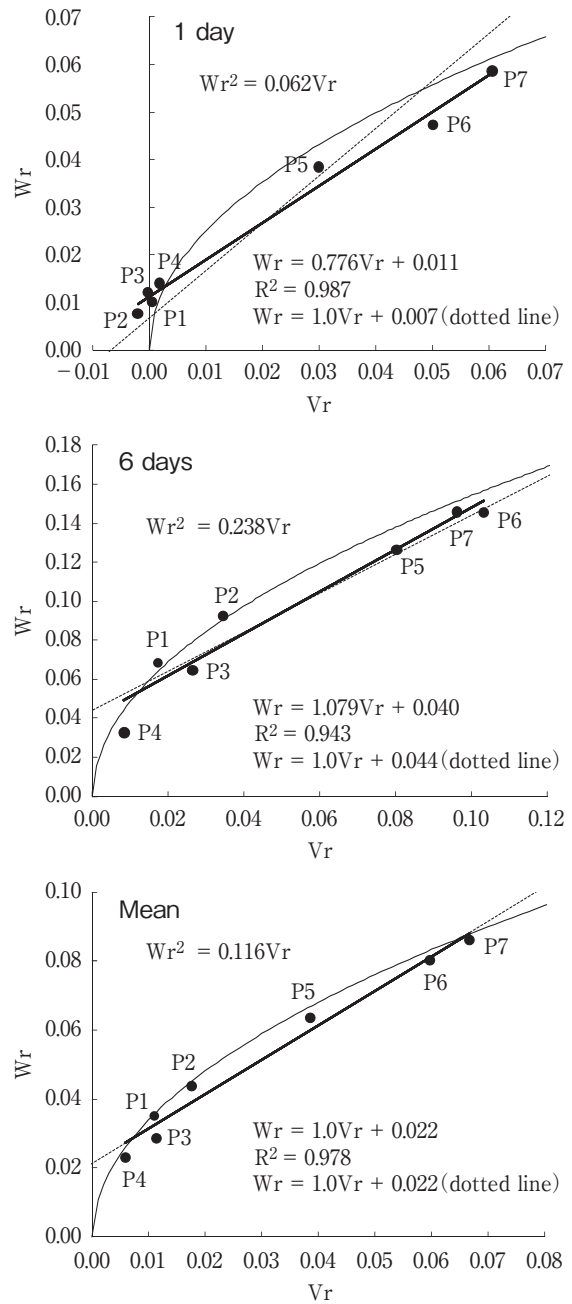 1 day
Wr² = 0.062Vr
0.07
0.06
0.05
0.04
0.03
0.02
0.01
0.00
Wr
P7
P6
P5
P4
P3
P2
P1
Wr = 0.776Vr + 0.011
R² = 0.987
Wr = 1.0Vr + 0.007 (dotted line)
−0.01 0.00 0.01 0.02 0.03 0.04 0.05 0.06 0.07
Vr
6 days
Wr² = 0.238Vr
0.18
0.16
0.14
0.12
0.10
0.08
0.06
0.04
0.02
0.00
Wr
P7
P6
P5
P2
P1
P3
P4
Wr = 1.079Vr + 0.040
R² = 0.943
Wr = 1.0Vr + 0.044 (dotted line)
0.00 0.02 0.04 0.06 0.08 0.10 0.12
Vr
Mean
Wr² = 0.116Vr
0.10
0.08
0.06
0.04
0.02
0.00
Wr
P7
P6
P5
P2
P1
P3
P4
Wr = 1.0Vr + 0.022
R² = 0.978
Wr = 1.0Vr + 0.022 (dotted line)
0.00 0.01 0.02 0.03 0.04 0.05 0.06 0.07 0.08
Vr